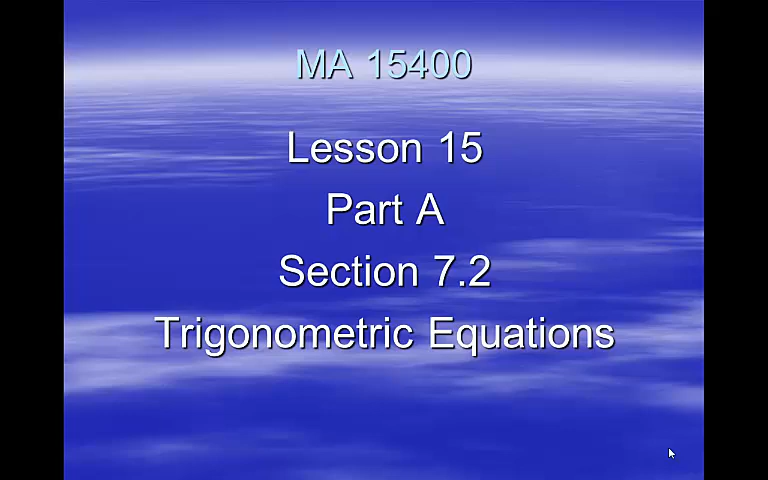 MA 15400
Lesson 15
Part A
Section 7.2
Trigonometric Equations